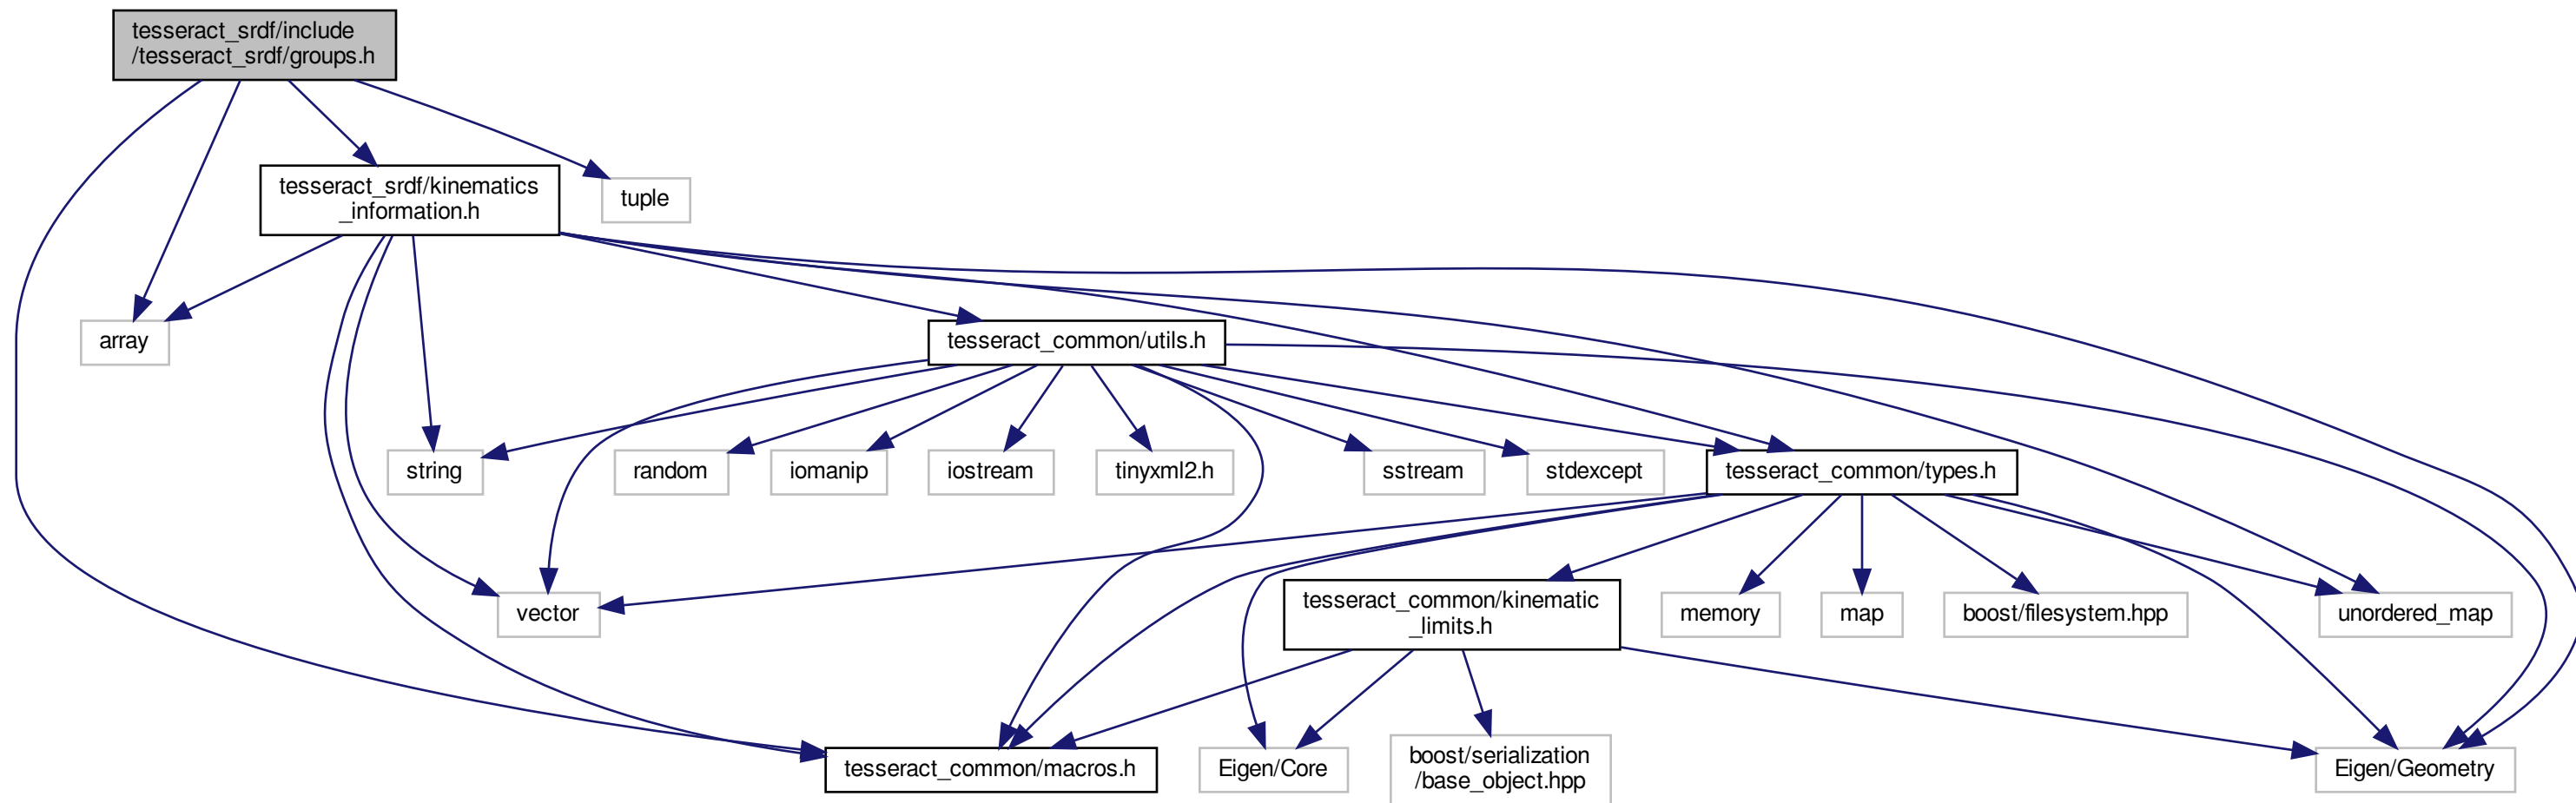 tesseract_srdf/include
/tesseract_srdf/groups.h
tesseract_srdf/kinematics
_information.h
tuple
array
tesseract_common/utils.h
string
random
iomanip
iostream
tinyxml2.h
sstream
stdexcept
tesseract_common/types.h
vector
tesseract_common/kinematic
_limits.h
memory
map
boost/filesystem.hpp
unordered_map
tesseract_common/macros.h
Eigen/Core
boost/serialization
/base_object.hpp
Eigen/Geometry